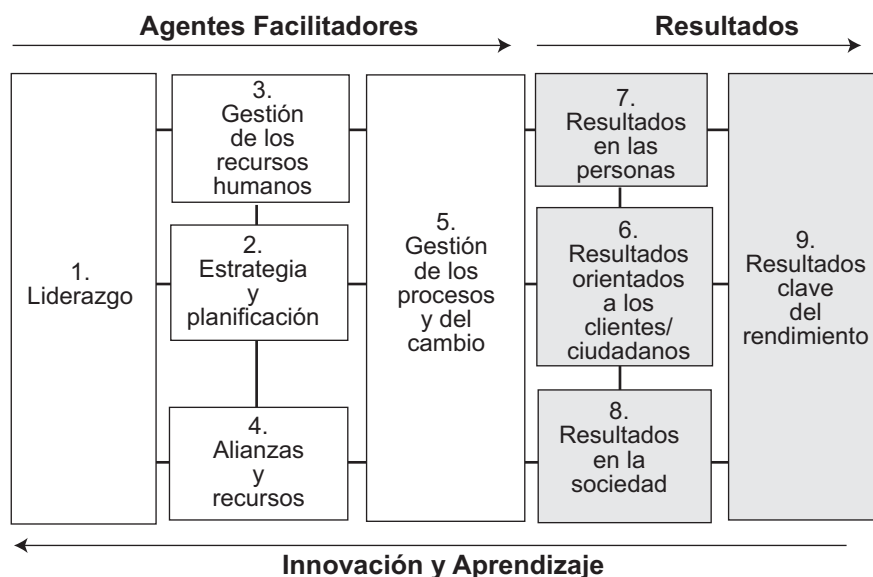 Agentes Facilitadores
Resultados
1.
Liderazgo
3.
Gestión
de los
recursos
humanos
2.
Estrategia
y
planificación
4.
Alianzas
y
recursos
5.
Gestión
de los
procesos
y del
cambio
7.
Resultados
en las
personas
6.
Resultados
orientados
a los
clientes/
ciudadanos
8.
Resultados
en la
sociedad
9.
Resultados
clave
del
rendimiento
Innovación y Aprendizaje